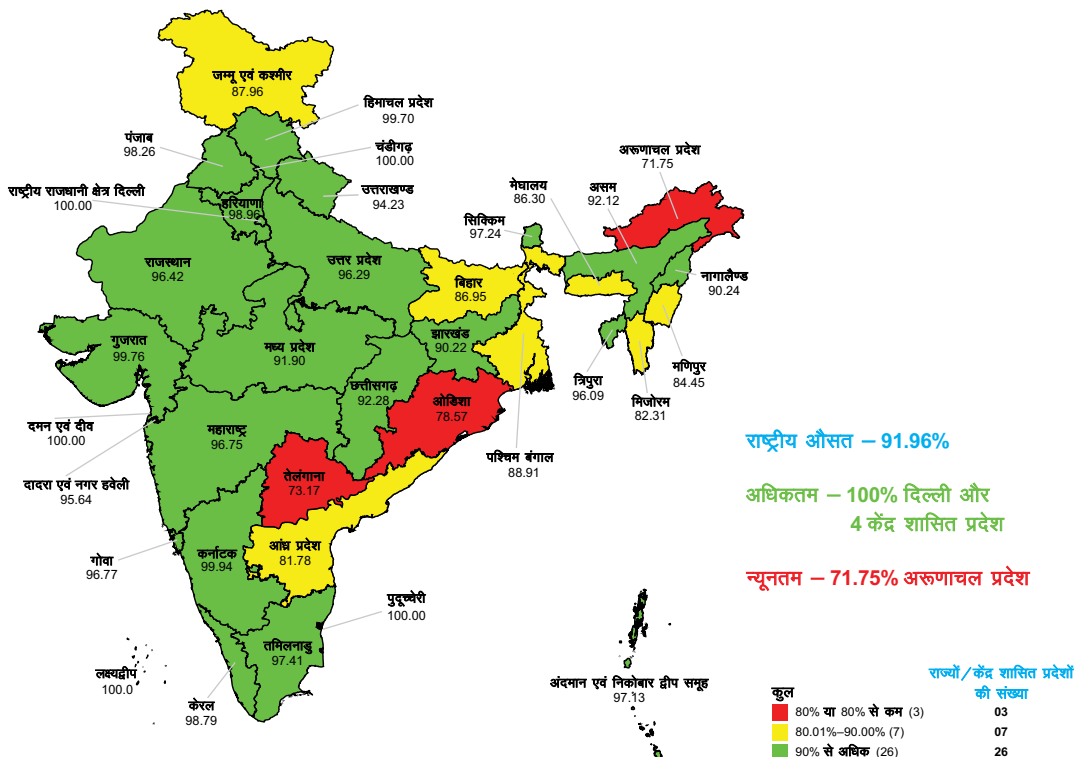 जम्मू एवं कश्मीर
87.96
हिमाचल प्रदेश
99.70
पंजाब
98.26
चंडीगढ़
100.00
राष्ट्रीय राजधानी क्षेत्र दिल्ली
100.00
हरियाणा
98.96
उत्तराखण्ड
94.23
अरूणाचल प्रदेश
71.75
मेघालय
86.30
असम
92.12
सिक्किम
97.24
नागालैण्ड
90.24
राजस्थान
96.42
उत्तर प्रदेश
96.29
बिहार
86.95
झारखंड
90.22
गुजरात
99.76
मध्य प्रदेश
91.90
छत्तीसगढ़
92.28
ओडिशा
78.57
त्रिपुरा
96.09
मिजोरम
82.31
मणिपुर
84.45
पश्चिम बंगाल
88.91
दमन एवं दीव
100.00
महाराष्ट्र
96.75
दादरा एवं नगर हवेली
95.64
तेलंगाना
73.17
गोवा
96.77
कर्नाटक
99.94
आंध्र प्रदेश
81.78
पुदूच्चेरी
100.00
तमिलनाडु
97.41
लक्ष्यद्वीप
100.0
केरल
98.79
अंदमान एवं निकोबार द्वीप समूह
97.13
राष्ट्रीय औसत – 91.96%
अधिकतम – 100% दिल्ली और
4 केंद्र शासित प्रदेश
न्यूनतम – 71.75% अरूणाचल प्रदेश
राज्यों/केंद्र शासित प्रदेशों
की संख्या
कुल
80% या 80% से कम (3) 03
80.01%–90.00% (7) 07
90% से अधिक (26) 26